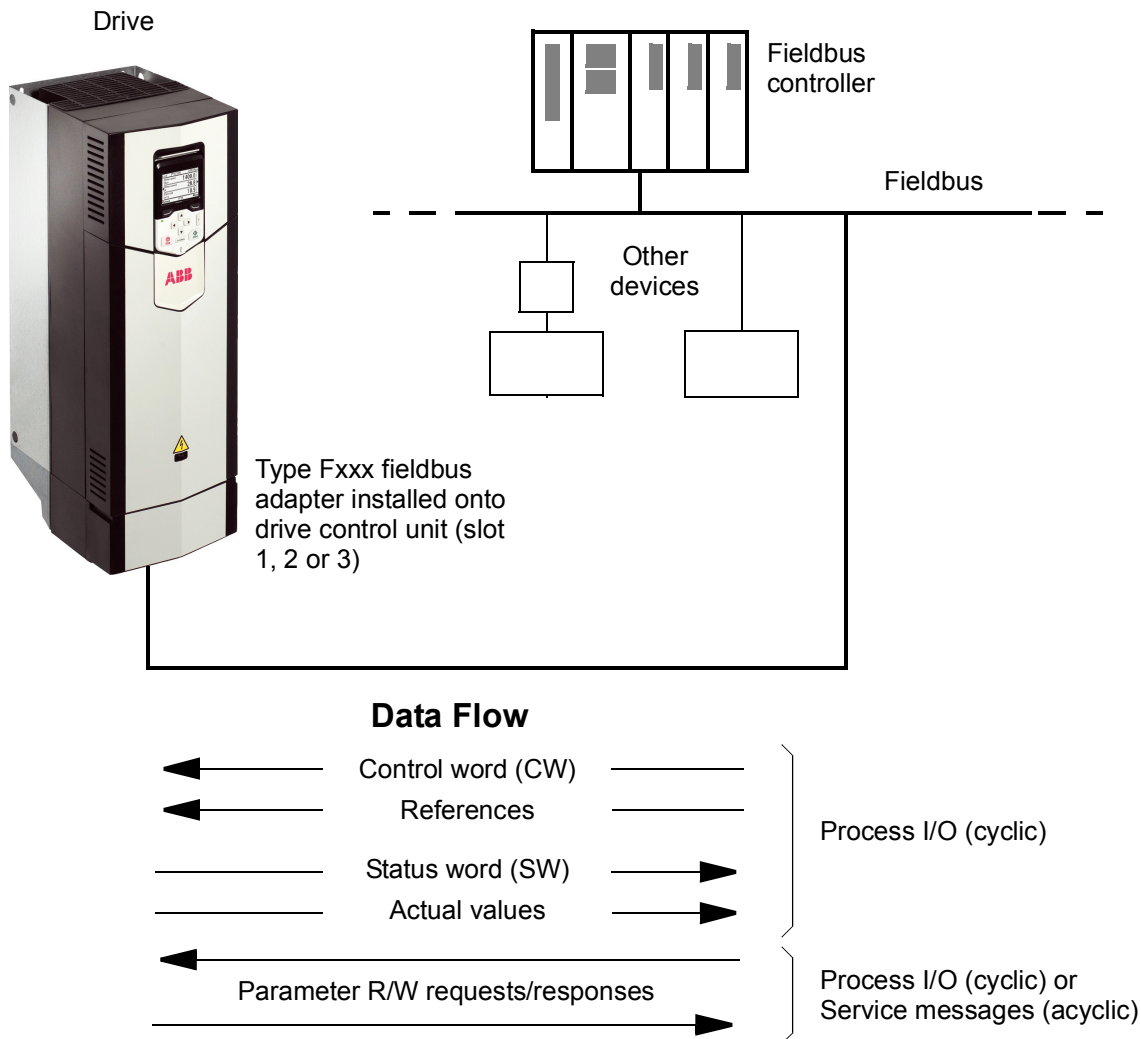 Drive
Fieldbus
controller
Fieldbus
Other
devices
ABB
Type Fxxx fieldbus
adapter installed onto
drive control unit (slot
1, 2 or 3)
Data Flow
Control word (CW)
References
Status word (SW)
Actual values
Process I/O (cyclic)
Parameter R/W requests/responses
Process I/O (cyclic) or
Service messages (acyclic)